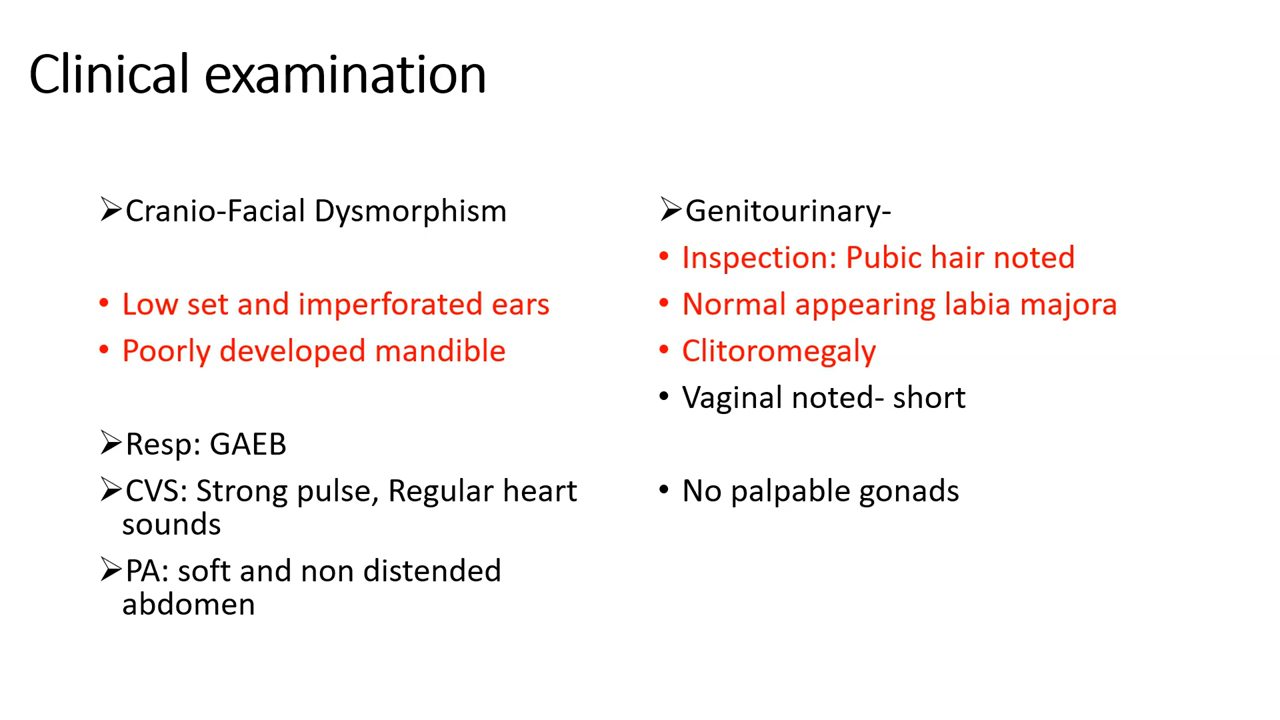 Clinical examination
➢Cranio-Facial Dysmorphism
• Low set and imperforated ears
• Poorly developed mandible
➢Resp: GAEB
➢CVS: Strong pulse, Regular heart
sounds
➢PA: soft and non distended
abdomen
➢Genitourinary-
• Inspection: Pubic hair noted
• Normal appearing labia majora
• Clitoromegaly
• Vaginal noted- short
• No palpable gonads